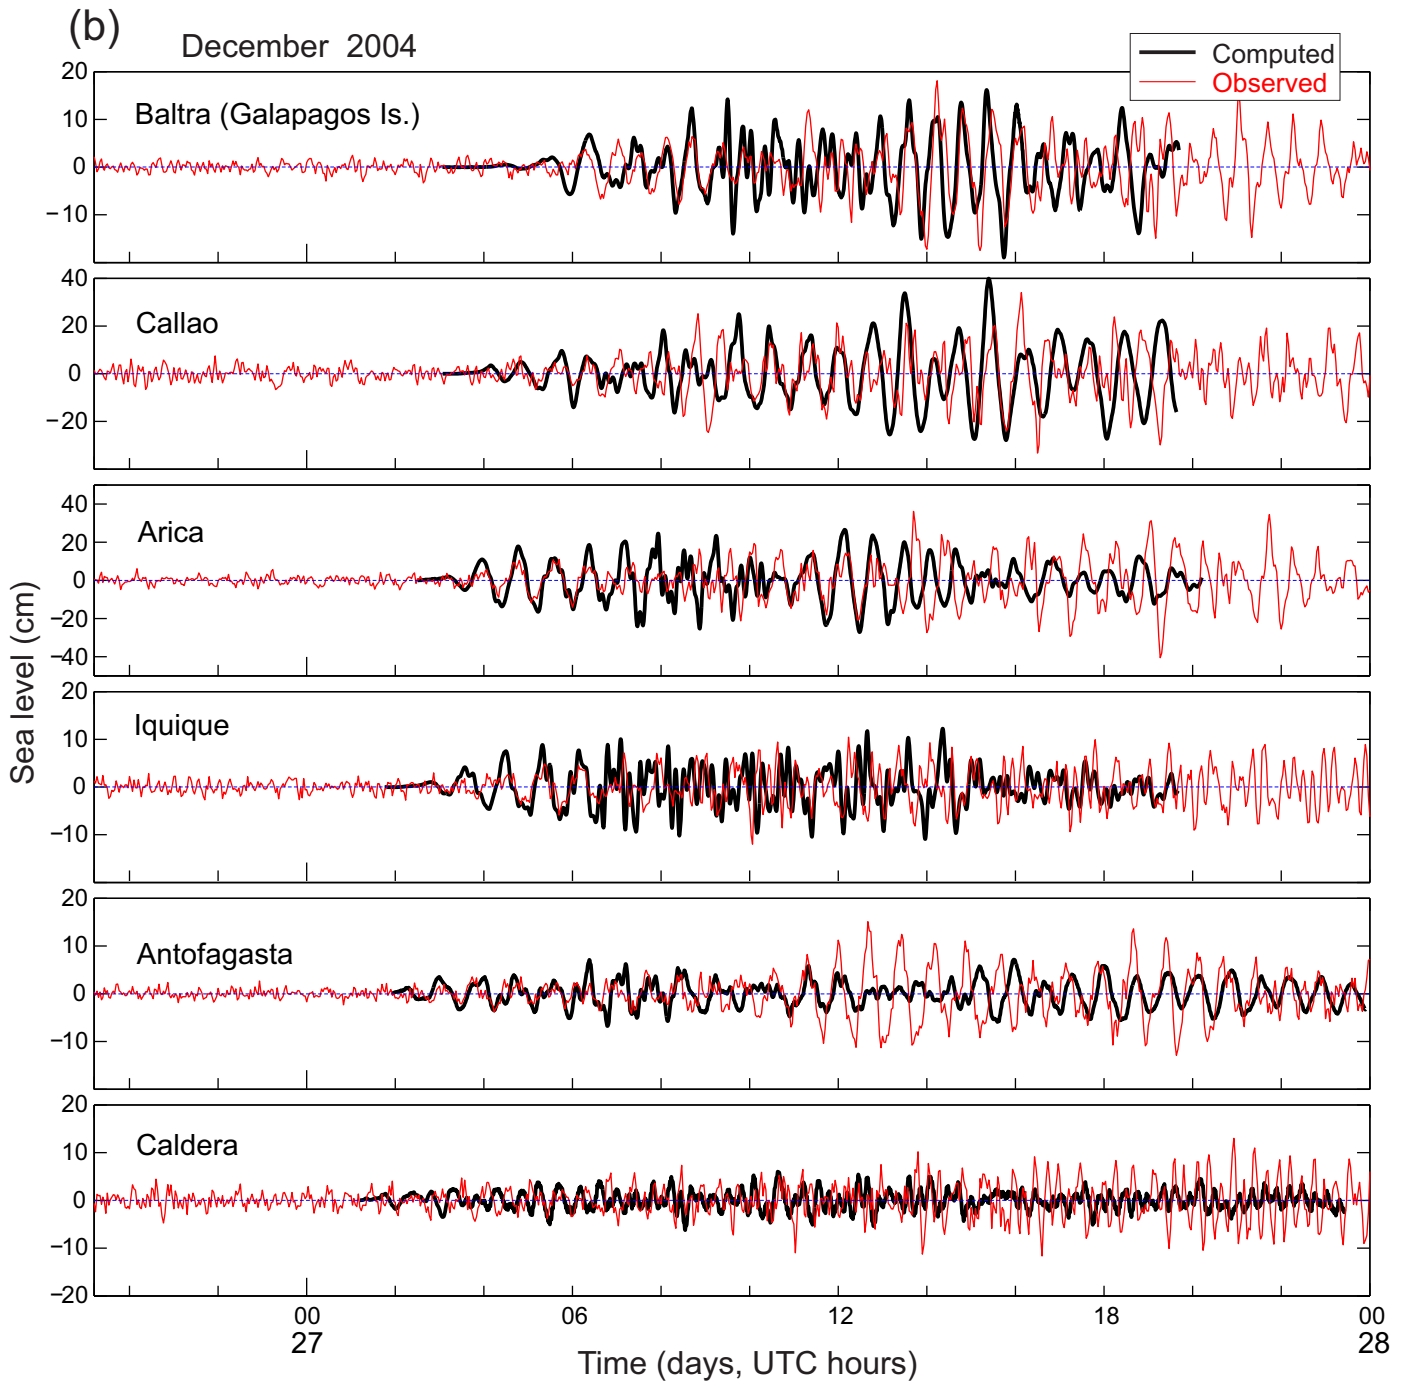 (b)
December 2004
Computed
Observed
20
10
0
−10
Baltra (Galapagos Is.)
40
20
0
−20
Callao
40
20
0
−20
−40
Arica
20
10
0
−10
Iquique
20
10
0
−10
Antofagasta
20
10
0
−10
−20
Caldera
Sea level (cm)
00 06 12 18 00
27 28
Time (days, UTC hours)